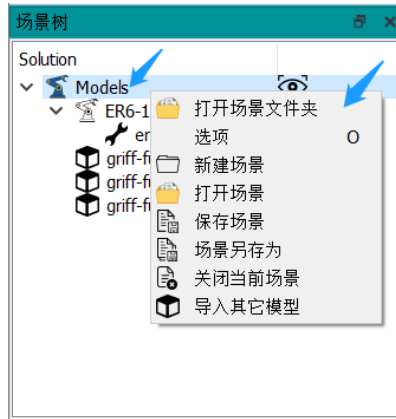 场景树
Solution
Models
ER6-1
er
griff-fu
griff-fu
griff-fu
打开场景文件夹
选项 O
新建场景
打开场景
保存场景
场景另存为
关闭当前场景
导入其它模型